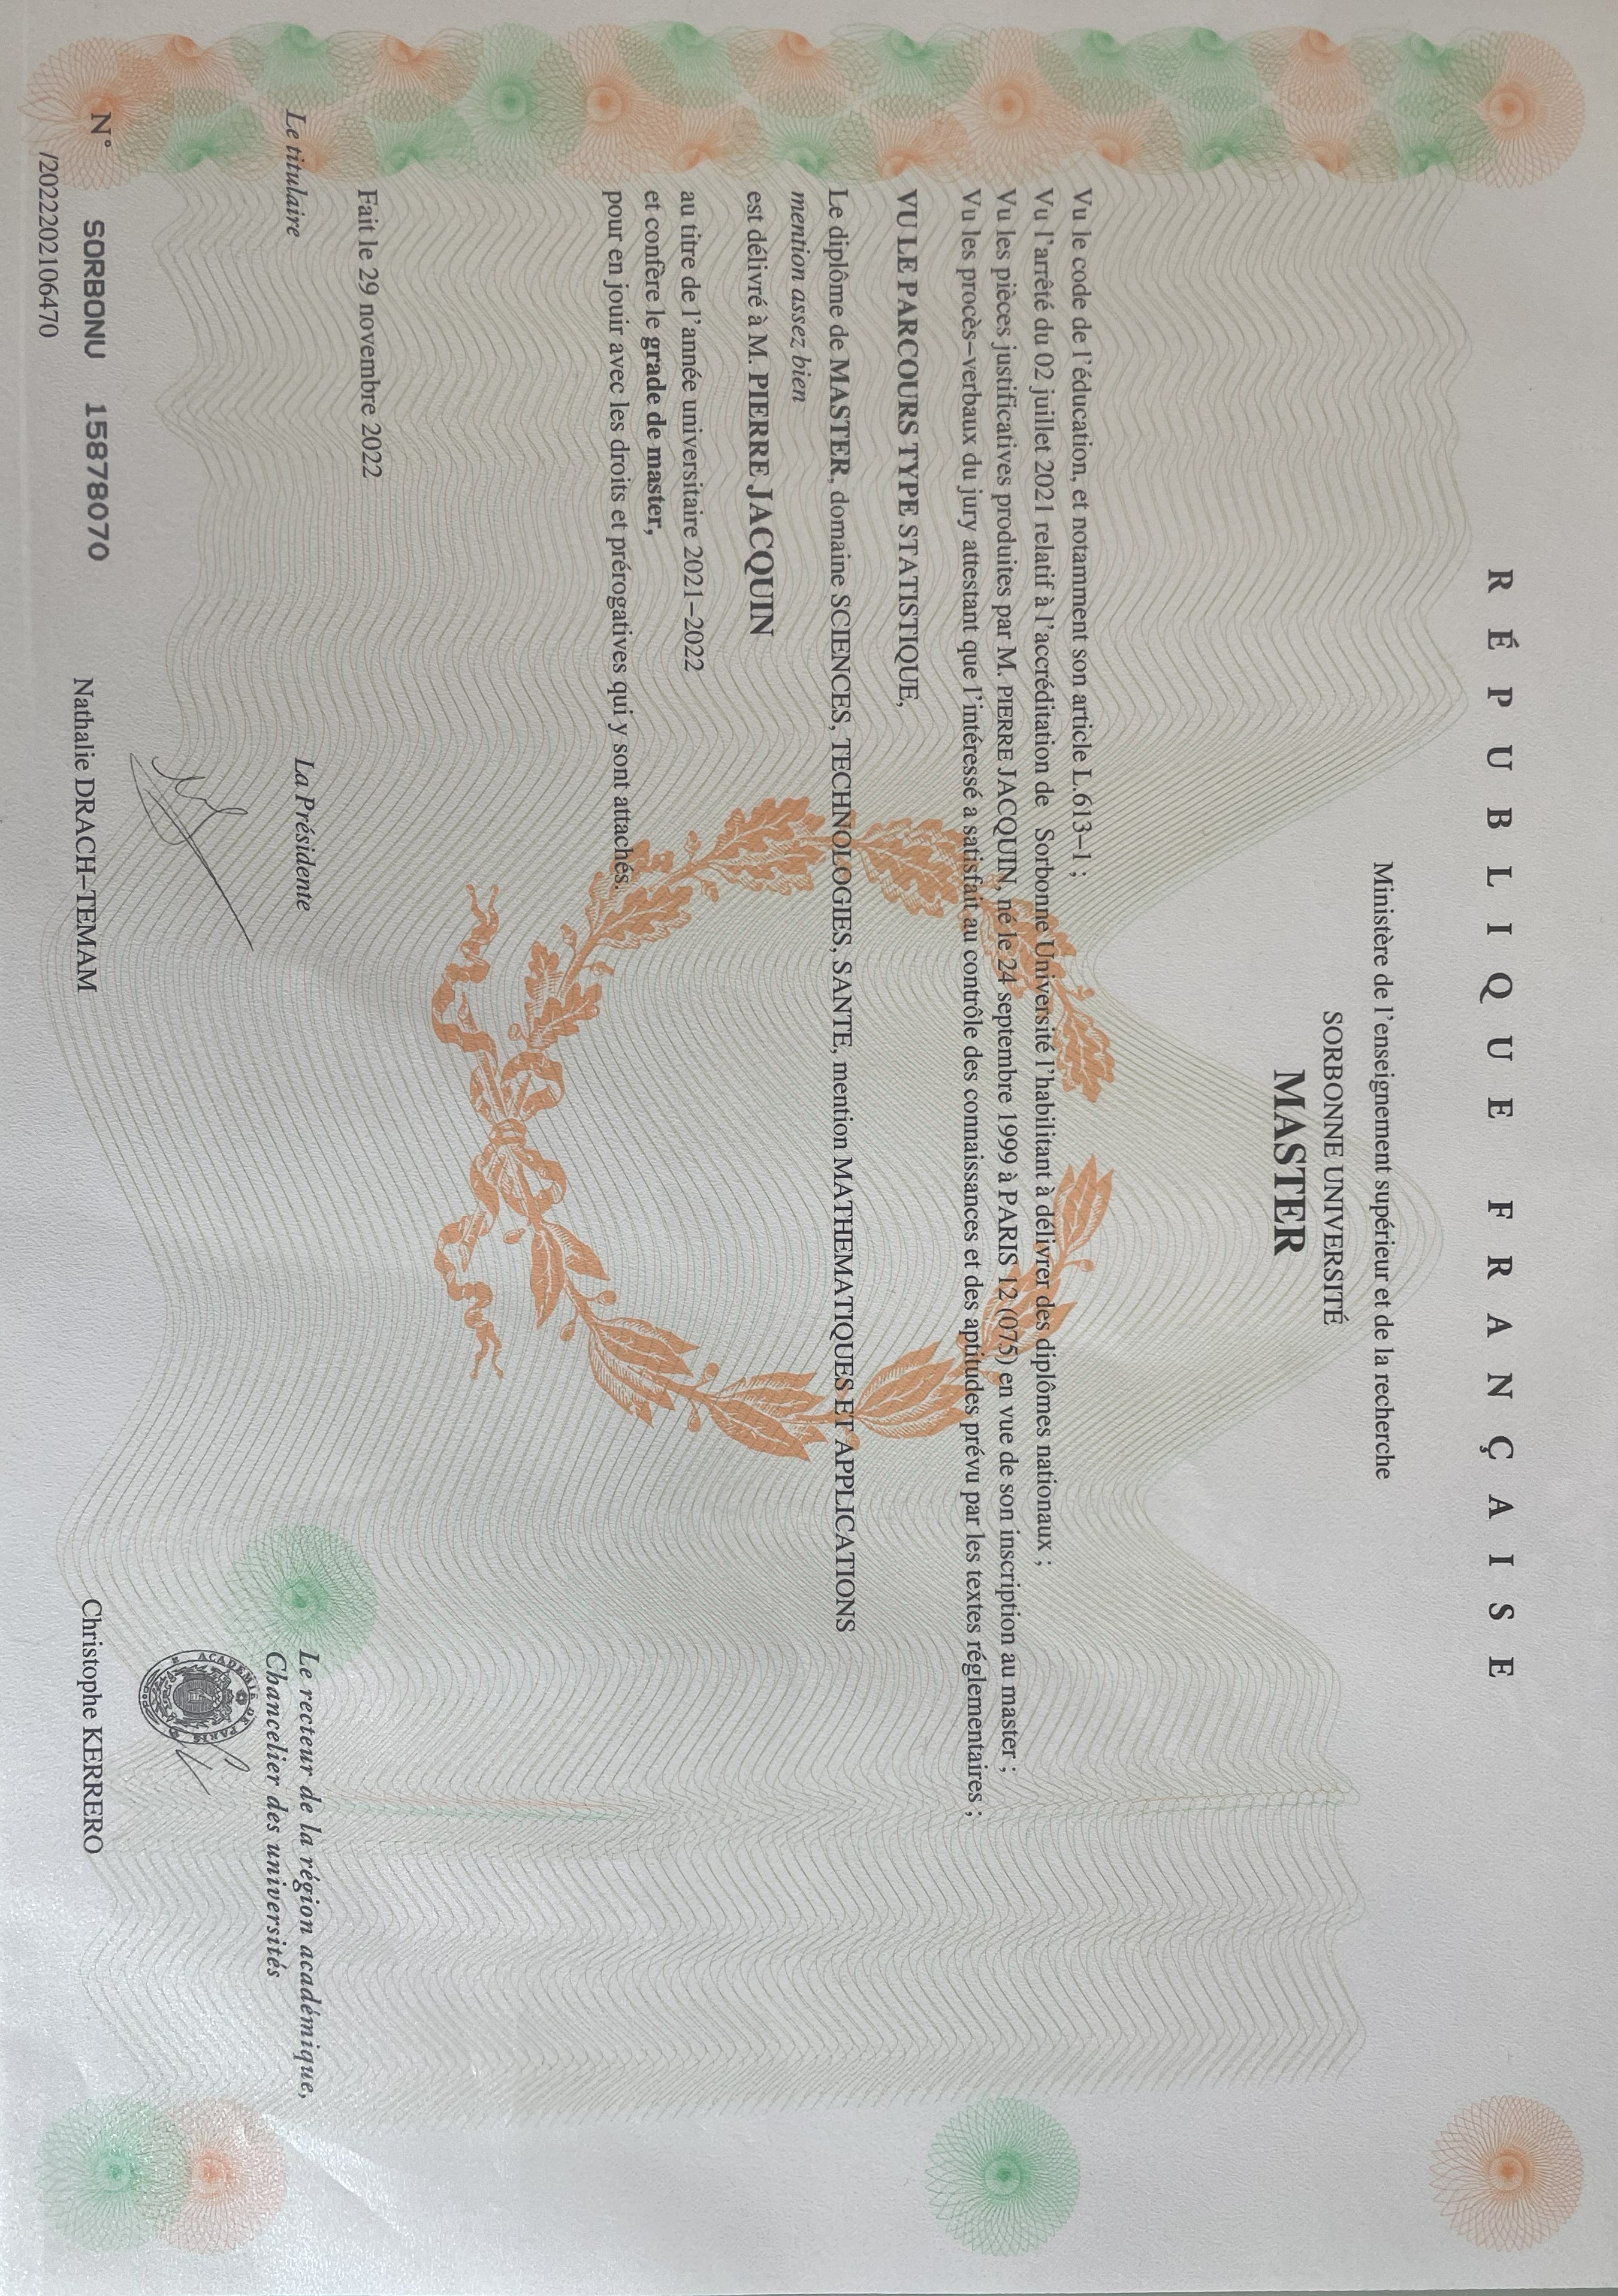 RÉPUBLIQUE FRANÇAISE
Ministère de l'enseignement supérieur et de la recherche
SORBONNE UNIVERSITÉ
MASTER
Vu le code de l'éducation, et notamment son article L.613-1 ;
Vu l'arrêté du 02 juillet 2021 relatif à l'accréditation de Sorbonne Université l'habilitant à délivrer des diplômes nationaux ;
Vu les pièces justificatives produites par M. PIERRE JACQUIN, né le 24 septembre 1999 à PARIS 12 (075) en vue de son inscription au master ;
Vu les procès-verbaux du jury attestant que l'intéressé a satisfait au contrôle des connaissances et des aptitudes prévu par les textes réglementaires ;
VU LE PARCOURS TYPE STATISTIQUE,
Le diplôme de MASTER, domaine SCIENCES, TECHNOLOGIES, SANTE, mention MATHEMATIQUES ET APPLICATIONS
mention assez bien
est délivré à M. PIERRE JACQUIN
au titre de l'année universitaire 2021-2022
et confère le grade de master,
pour en jouir avec les droits et prérogatives qui y sont attachés.
Fait le 29 novembre 2022
Le titulaire
La Présidente
Le recteur de la région académique,
Chancelier des universités
ACADEMIE DE PARIS
N° SORBONU 15878070
Nathalie DRACH-TEMAM
Christophe KERRERO
/2022202106470